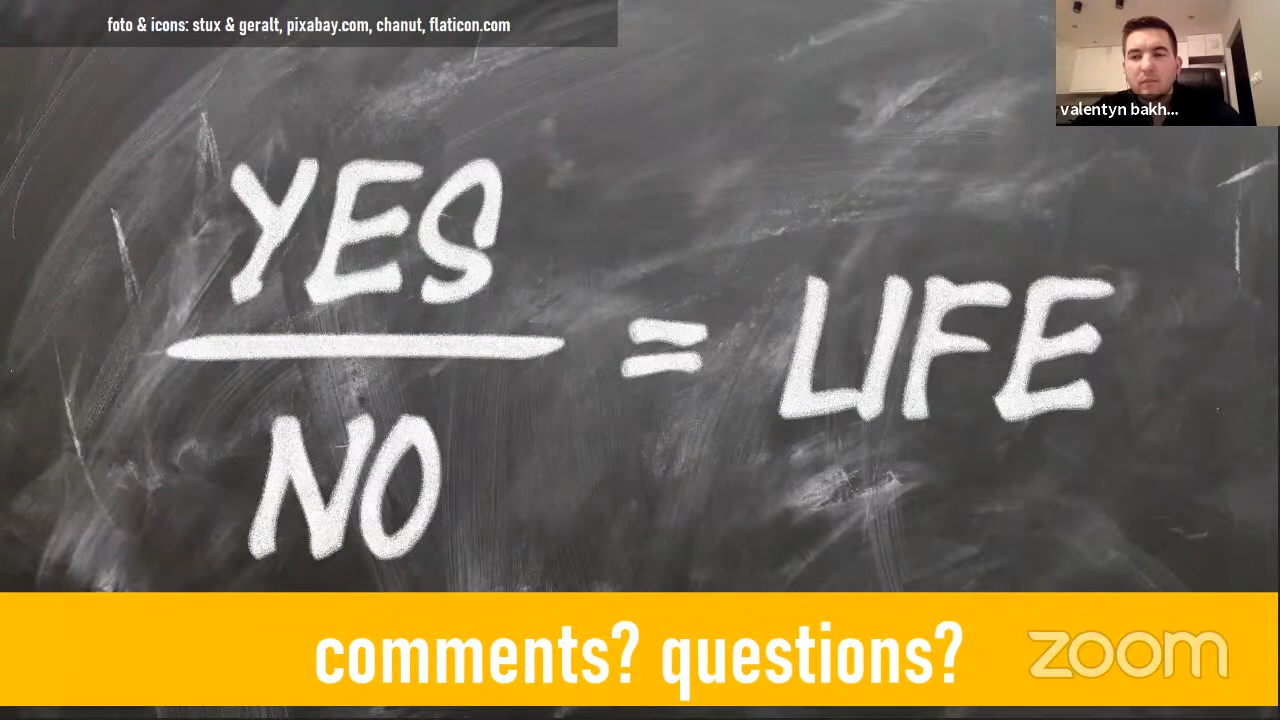 foto & icons: stux & geralt, pixabay.com, chanut, flaticon.com
valentyn bakh...
YES
NO
= LIFE
comments? questions?
zoom